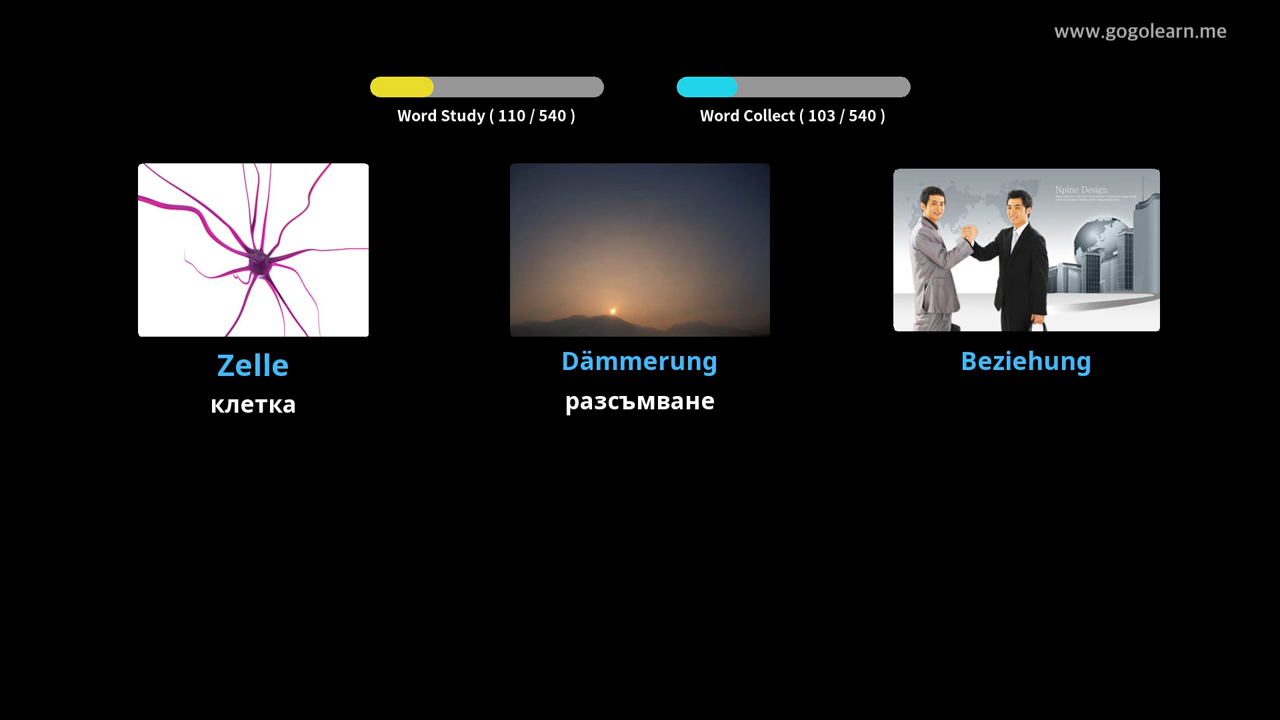 www.gogolearn.me
Word Study ( 110 / 540 )
Word Collect ( 103 / 540 )
Npine Design
Zelle
клетка
Dämmerung
разсъмване
Beziehung